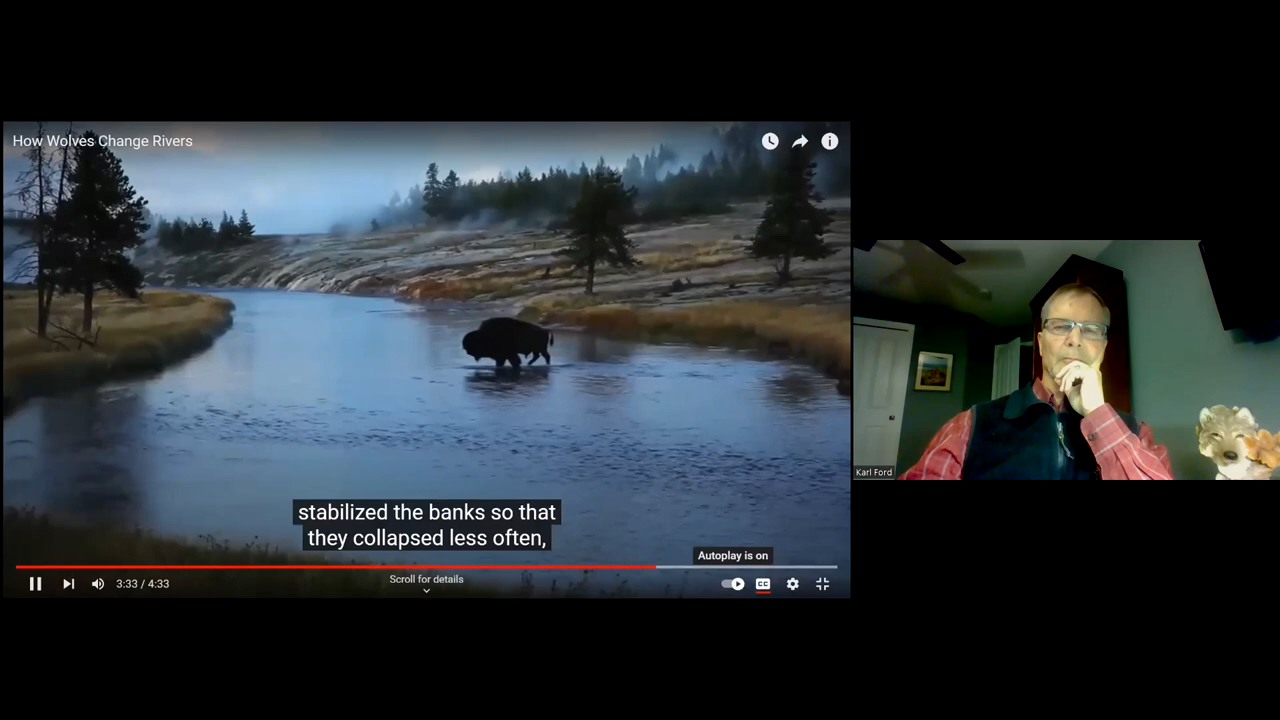 How Wolves Change Rivers
stabilized the banks so that
they collapsed less often,
Autoplay is on
3:33 / 4:33
Scroll for details
CC
Karl Ford